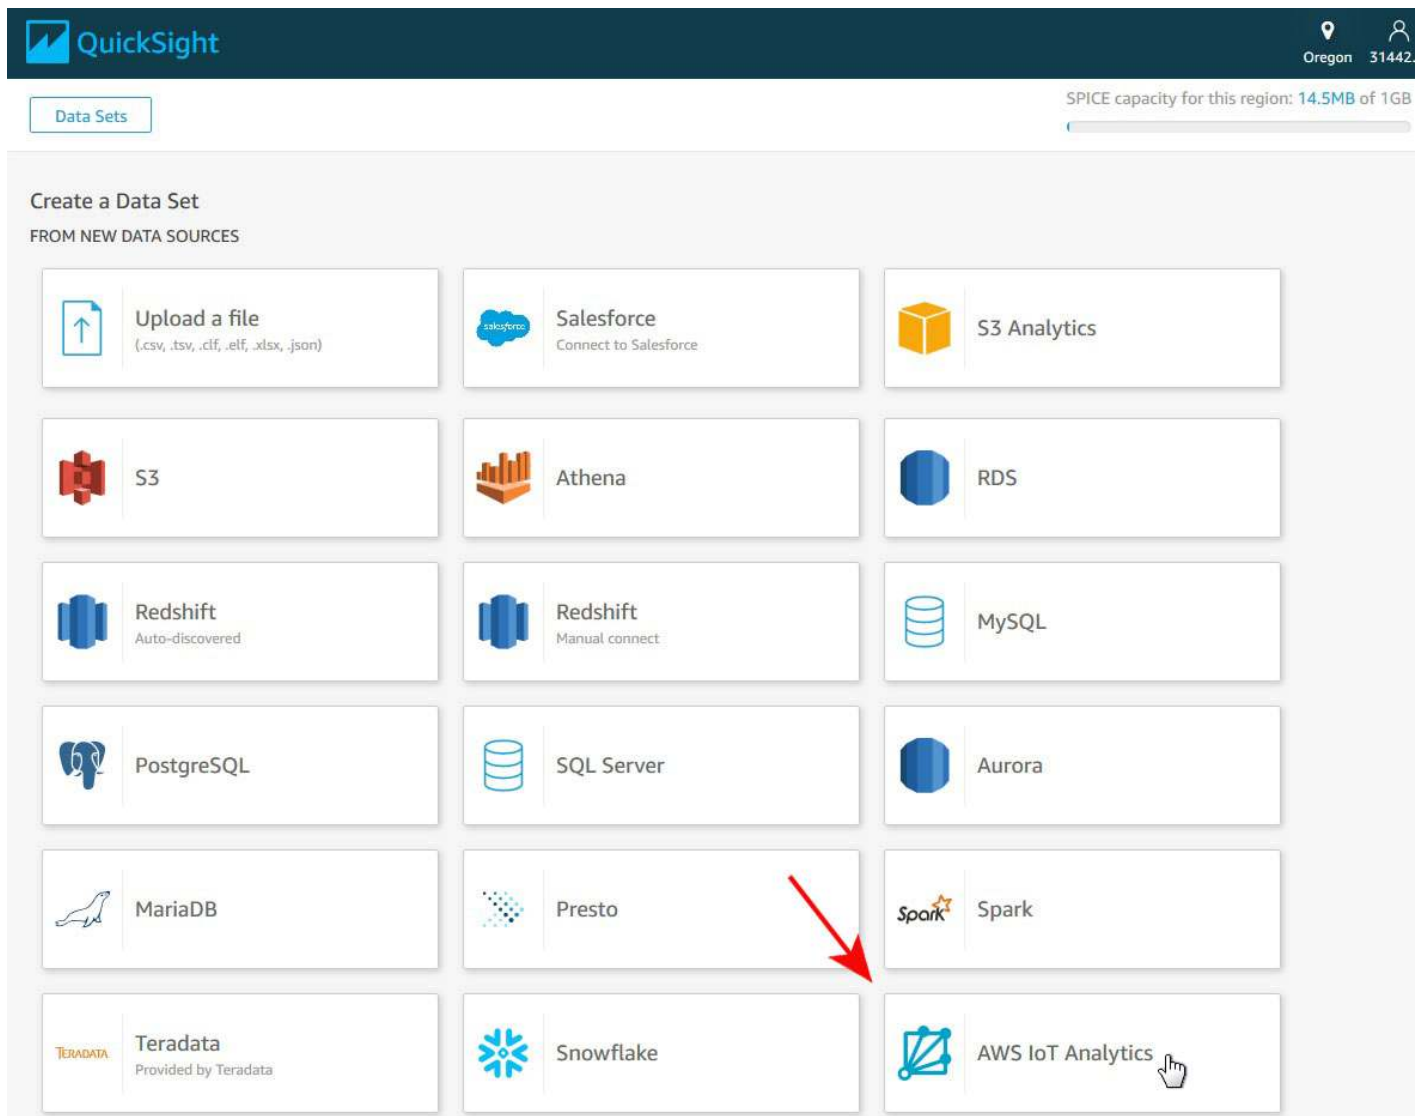 QuickSight
Oregon
31442.
Data Sets
SPICE capacity for this region: 14.5MB of 1GB
Create a Data Set
FROM NEW DATA SOURCES
Upload a file
(.csv, .tsv, .clf, .elf, .xlsx, .json)
salesforce
Salesforce
Connect to Salesforce
S3 Analytics
S3
Athena
RDS
Redshift
Auto-discovered
Redshift
Manual connect
MySQL
PostgreSQL
SQL Server
Aurora
MariaDB
Presto
Spark
Spark
TERADATA
Teradata
Provided by Teradata
Snowflake
AWS IoT Analytics